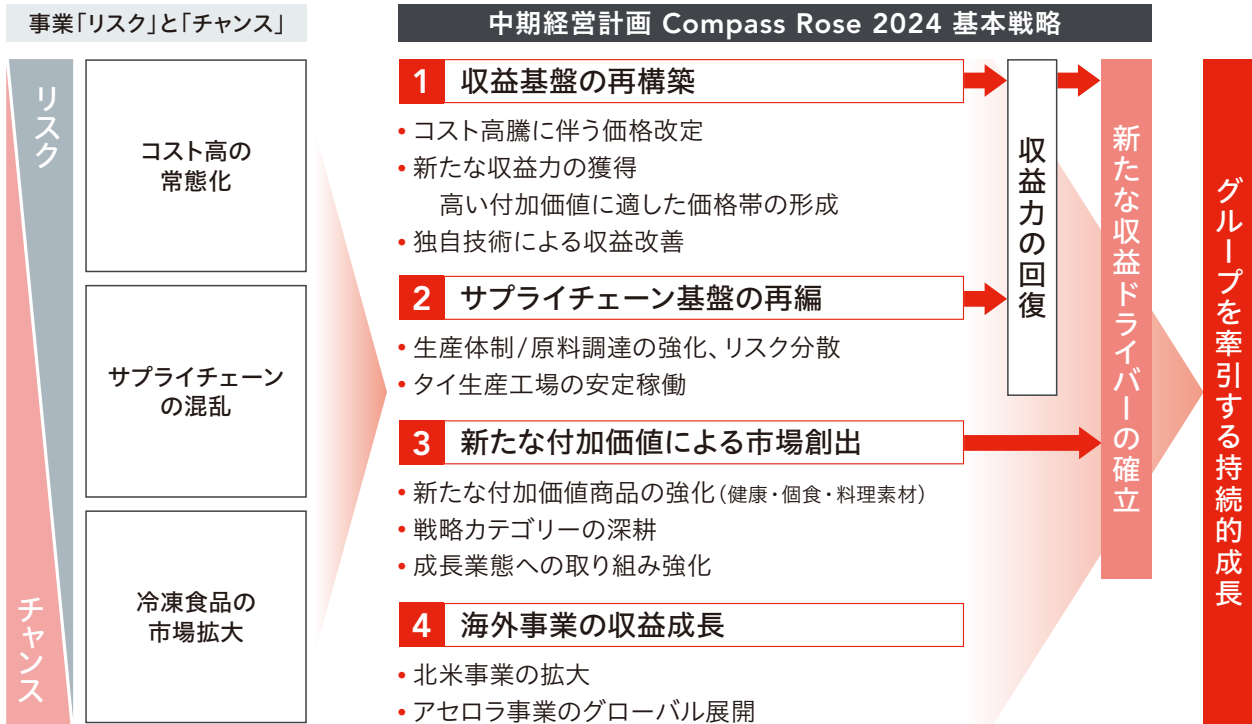 事業「リスク」と「チャンス」
リスク
チャンス
コスト高の
常態化
サプライチェーン
の混乱
冷凍食品の
市場拡大
中期経営計画 Compass Rose 2024 基本戦略
1 収益基盤の再構築
• コスト高騰に伴う価格改定
• 新たな収益力の獲得
高い付加価値に適した価格帯の形成
• 独自技術による収益改善
2 サプライチェーン基盤の再編
• 生産体制/原料調達の強化、リスク分散
• タイ生産工場の安定稼働
3 新たな付加価値による市場創出
• 新たな付加価値商品の強化（健康・個食・料理素材）
• 戦略カテゴリーの深耕
• 成長業態への取り組み強化
4 海外事業の収益成長
• 北米事業の拡大
• アセロラ事業のグローバル展開
収益力の回復
新たな収益ドライバーの確立
グループを牽引する持続的成長